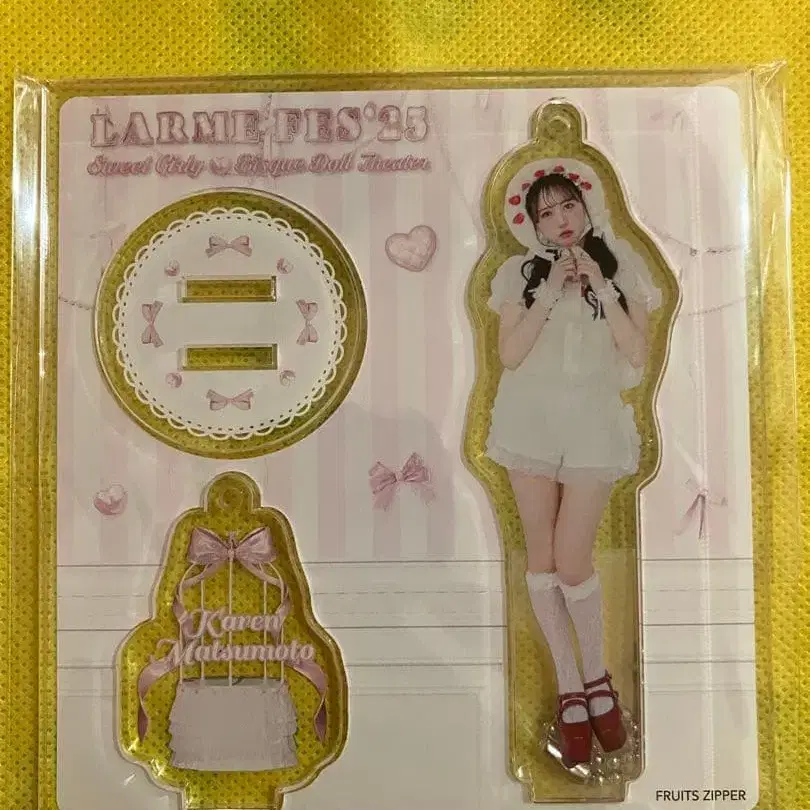 LARME FES'25
Sweet Girly Bisque Doll Theater
Karen
Matsumoto
FRUITS ZIPPER